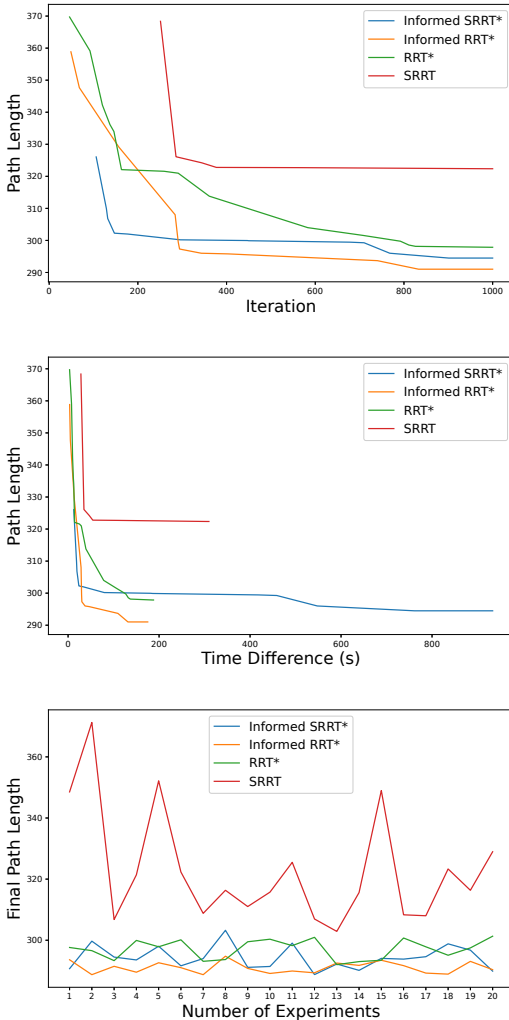 370
360
350
340
330
320
310
300
290
Path Length
0
200
400
600
800
1000
Iteration
Informed SRRT*
Informed RRT*
RRT*
SRRT
370
360
350
340
330
320
310
300
290
Path Length
0
200
400
600
800
Time Difference (s)
Informed SRRT*
Informed RRT*
RRT*
SRRT
360
340
320
300
Final Path Length
1
2
3
4
5
6
7
8
9
10
11
12
13
14
15
16
17
18
19
20
Number of Experiments
Informed SRRT*
Informed RRT*
RRT*
SRRT